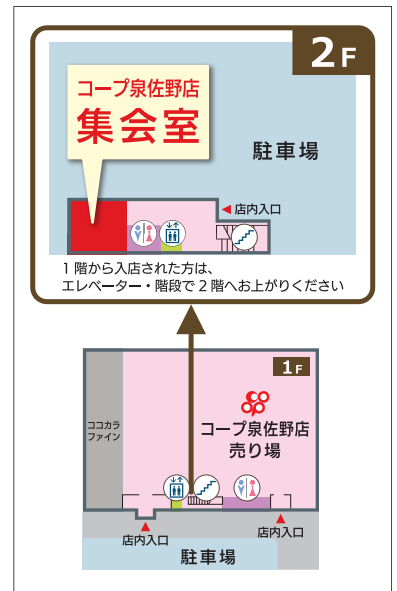 2F
コープ泉佐野店
集会室
駐車場
店内入口
1階から入店された方は、
エレベーター・階段で2階へお上がりください
1F
コープ泉佐野店
売り場
ココカラ
ファイン
店内入口
店内入口
駐車場